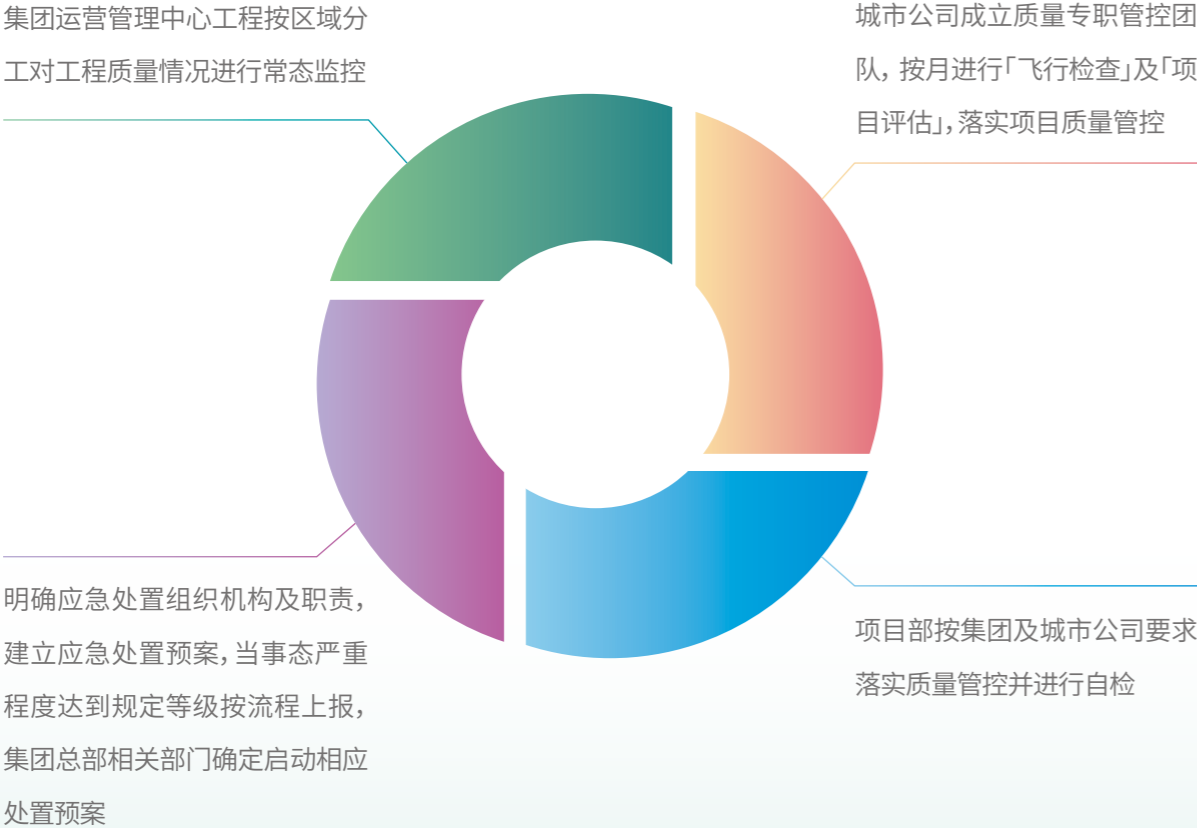 集团运营管理中心工程按区域分
工对工程质量情况进行常态监控
城市公司成立质量专职管控团
队，按月进行「飞行检查」及「项
目评估」，落实项目质量管控
明确应急处置组织机构及职责，
建立应急处置预案，当事态严重
程度达到规定等级按流程上报，
集团总部相关部门确定启动相应
处置预案
项目部按集团及城市公司要求
落实质量管控并进行自检